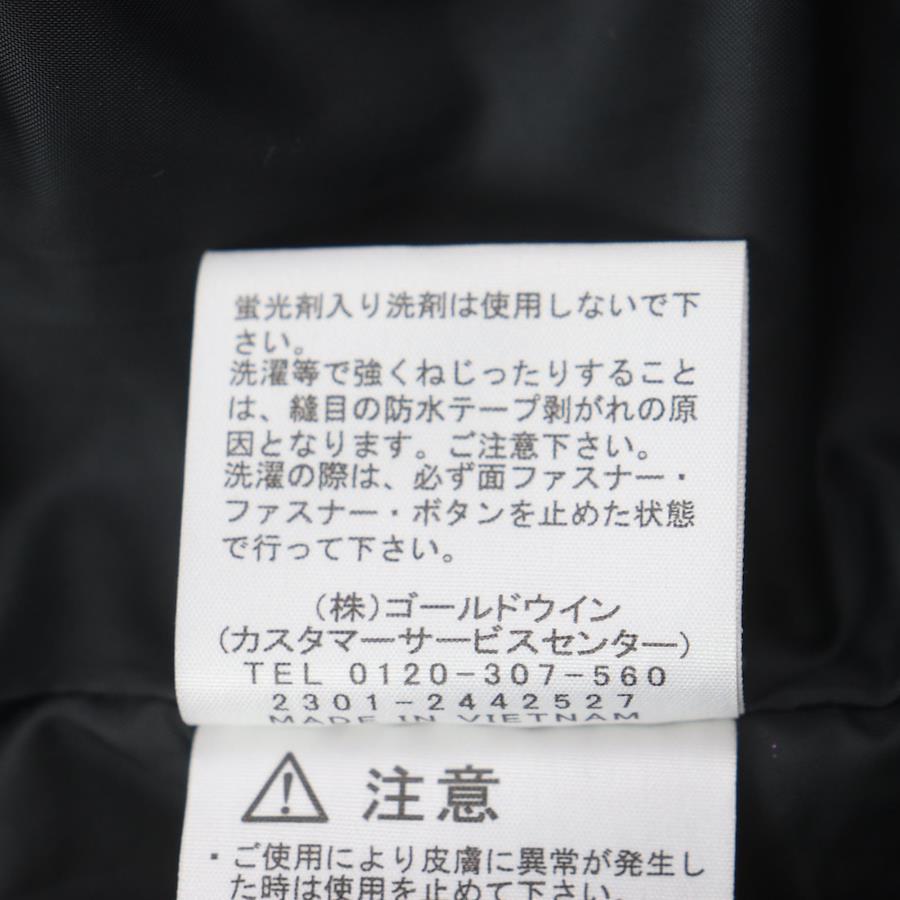 蛍光剤入り洗剤は使用しないで下
さい。
洗濯等で強くねじったりすること
は、縫目の防水テープ剥がれの原
因となります。ご注意下さい。
洗濯の際は、必ず面ファスナー・
ファスナー・ボタンを止めた状態
で行って下さい。
(株)ゴールドウイン
(カスタマーサービスセンター)
TEL 0120-307-560
2301-2442527
MADE IN VIETNAM
注意
・ご使用により皮膚に異常が発生し
た時は使用を止めて下さい。